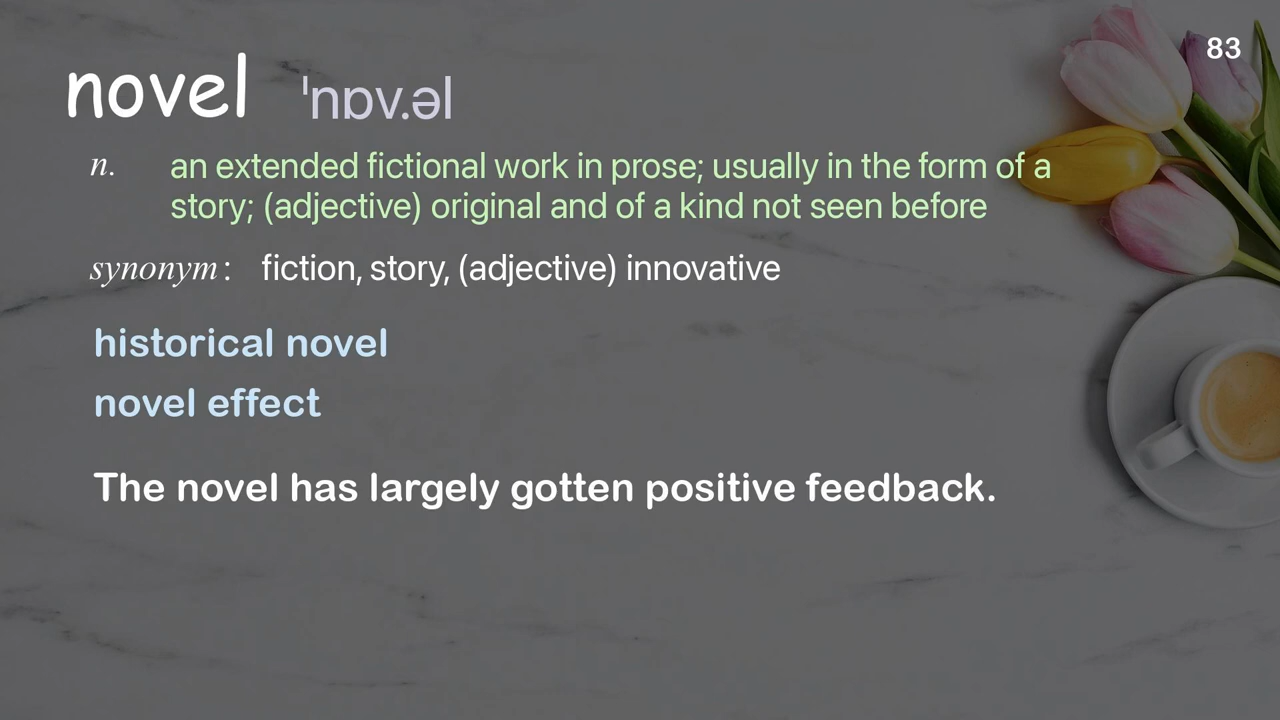 83
novel ˈnɒv.əl
n. an extended fictional work in prose; usually in the form of a
story; (adjective) original and of a kind not seen before
synonym: fiction, story, (adjective) innovative
historical novel
novel effect
The novel has largely gotten positive feedback.